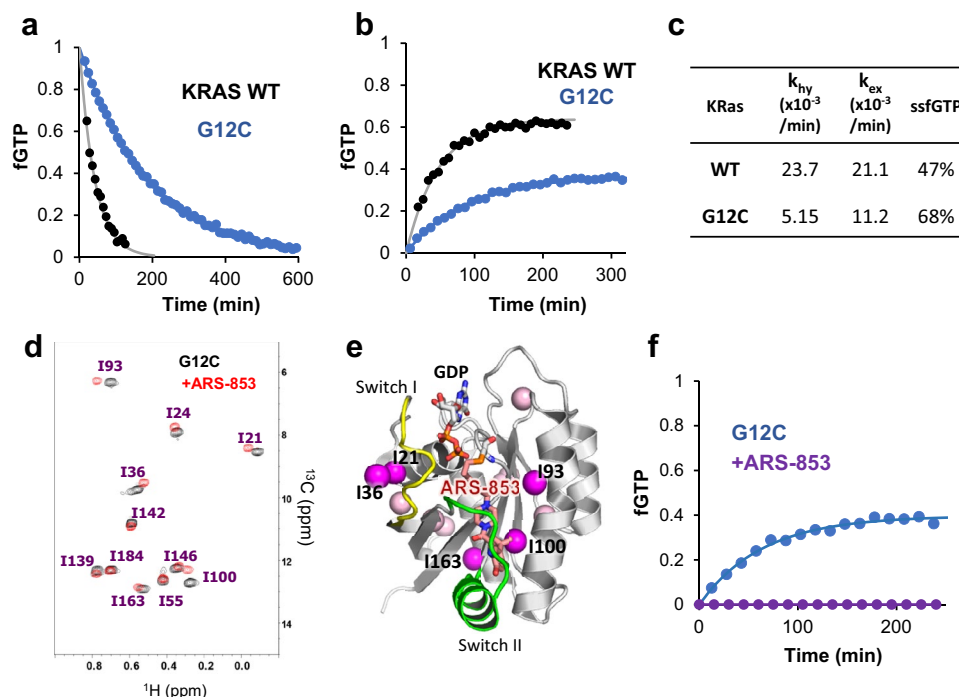 a
1
0.8
0.6
0.4
0.2
0
fGTP
KRAS WT
G12C
0 200 400 600
Time (min)
b
1
0.8
0.6
0.4
0.2
0
fGTP
KRAS WT
G12C
0 100 200 300
Time (min)
c
KRas khy (x10-3 /min) kex (x10-3 /min) ssfGTP
WT 23.7 21.1 47%
G12C 5.15 11.2 68%
d
G12C
+ARS-853
I93
I24
I21
I36
I142
I139 I184 I146
I100
I163 I55
6
8
10
12
14
13C (ppm)
0.8 0.6 0.4 0.2 0.0
1H (ppm)
e
Switch I
GDP
I21
I36
ARS-853
I93
I163
I100
Switch II
f
1
0.8
0.6
0.4
0.2
0
fGTP
G12C
+ARS-853
0 100 200
Time (min)